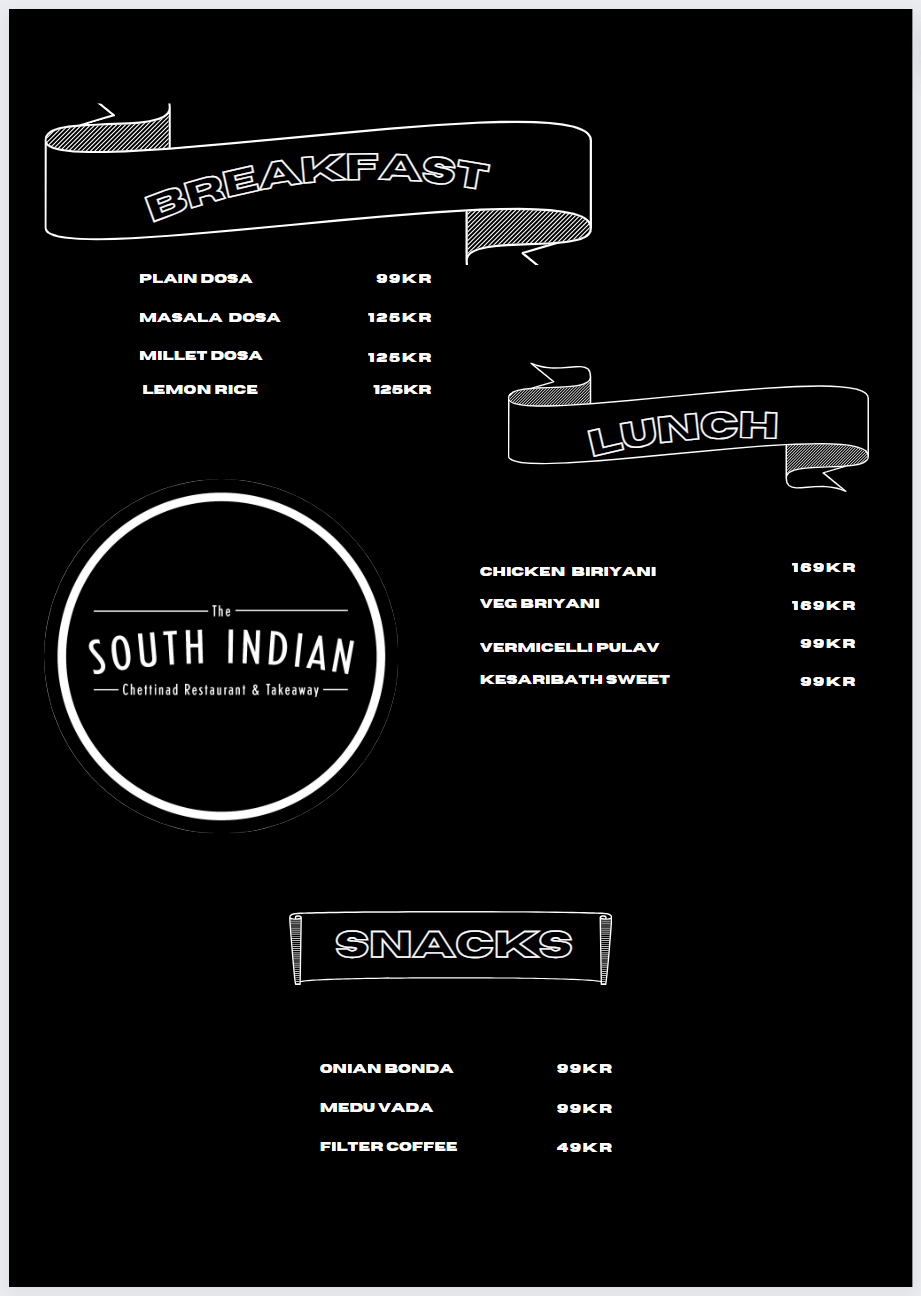 BREAKFAST
PLAIN DOSA 99KR
MASALA DOSA 125KR
MILLET DOSA 125KR
LEMON RICE 125KR
LUNCH
CHICKEN BIRIYANI 169KR
VEG BRIYANI 169KR
VERMICELLI PULAV 99KR
KESARIBATH SWEET 99KR
The
SOUTH INDIAN
Chettinad Restaurant & Takeaway
SNACKS
ONIAN BONDA 99KR
MEDU VADA 99KR
FILTER COFFEE 49KR